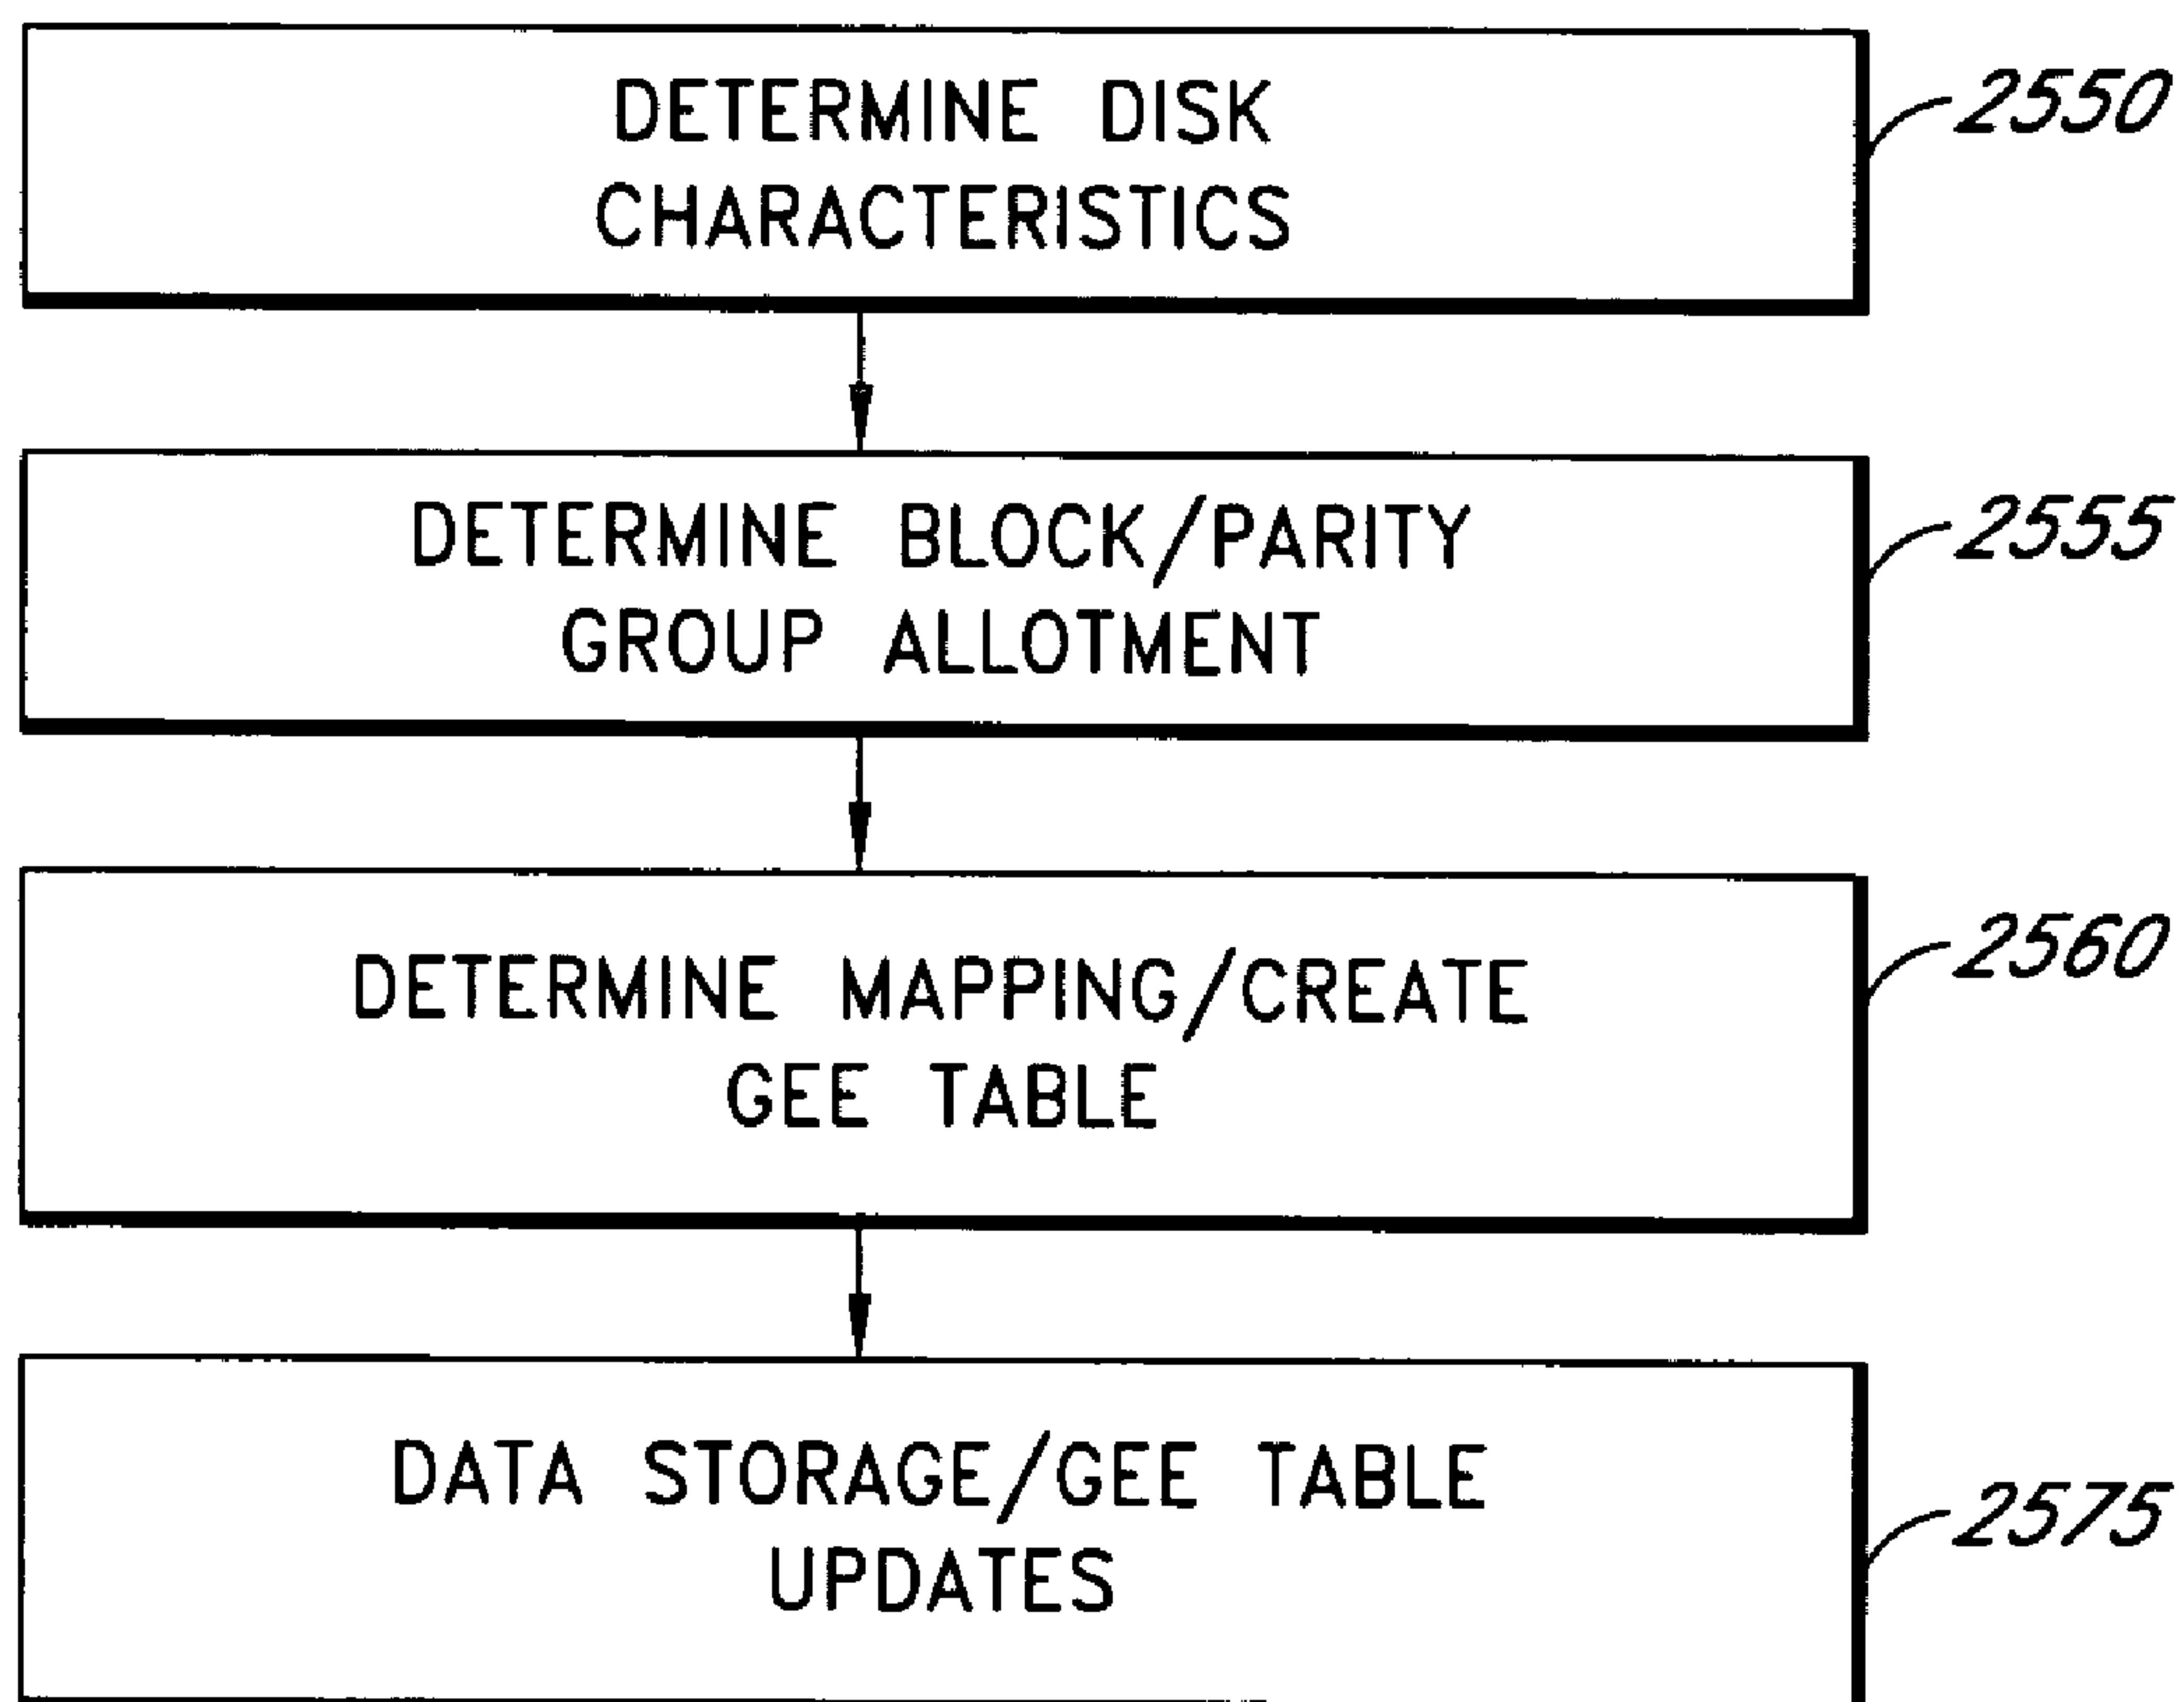 DETERMINE DISK
CHARACTERISTICS
2550
DETERMINE BLOCK/PARITY
GROUP ALLOTMENT
2555
DETERMINE MAPPING/CREATE
GEE TABLE
2560
DATA STORAGE/GEE TABLE
UPDATES
2575